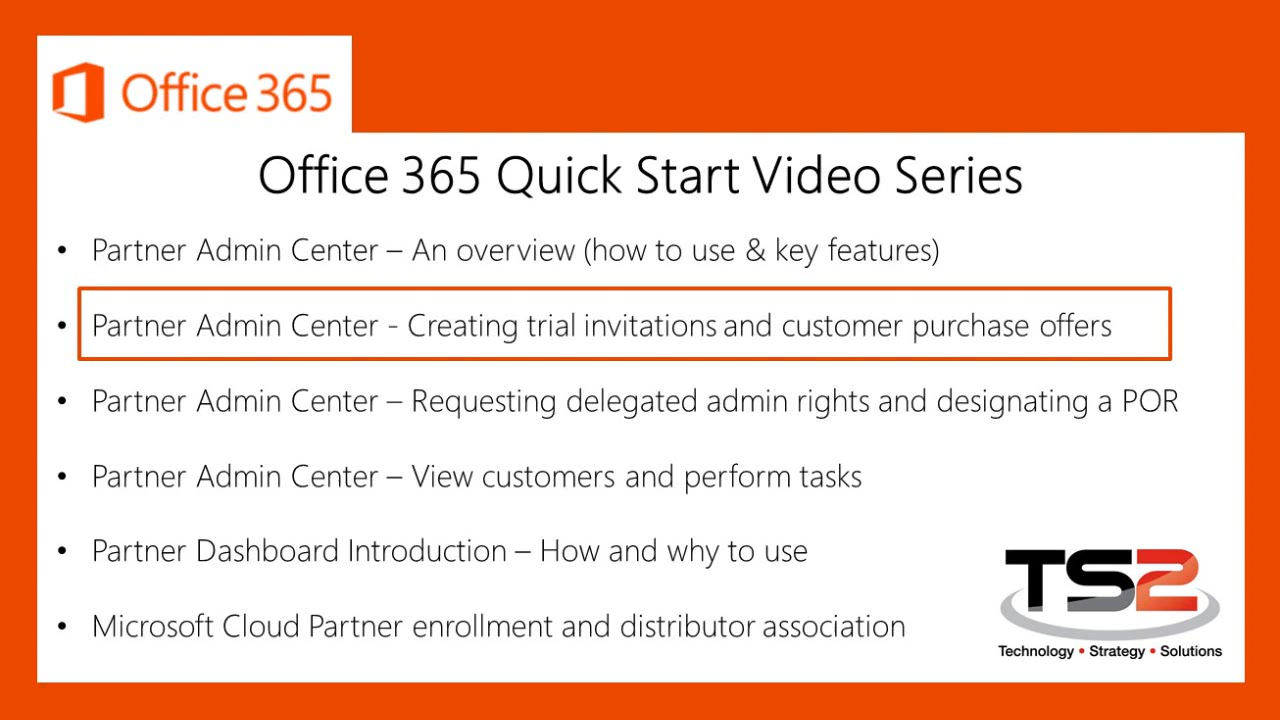 Office 365
Office 365 Quick Start Video Series
• Partner Admin Center – An overview (how to use & key features)
• Partner Admin Center - Creating trial invitations and customer purchase offers
• Partner Admin Center – Requesting delegated admin rights and designating a POR
• Partner Admin Center – View customers and perform tasks
• Partner Dashboard Introduction – How and why to use
• Microsoft Cloud Partner enrollment and distributor association
TS2
Technology • Strategy • Solutions